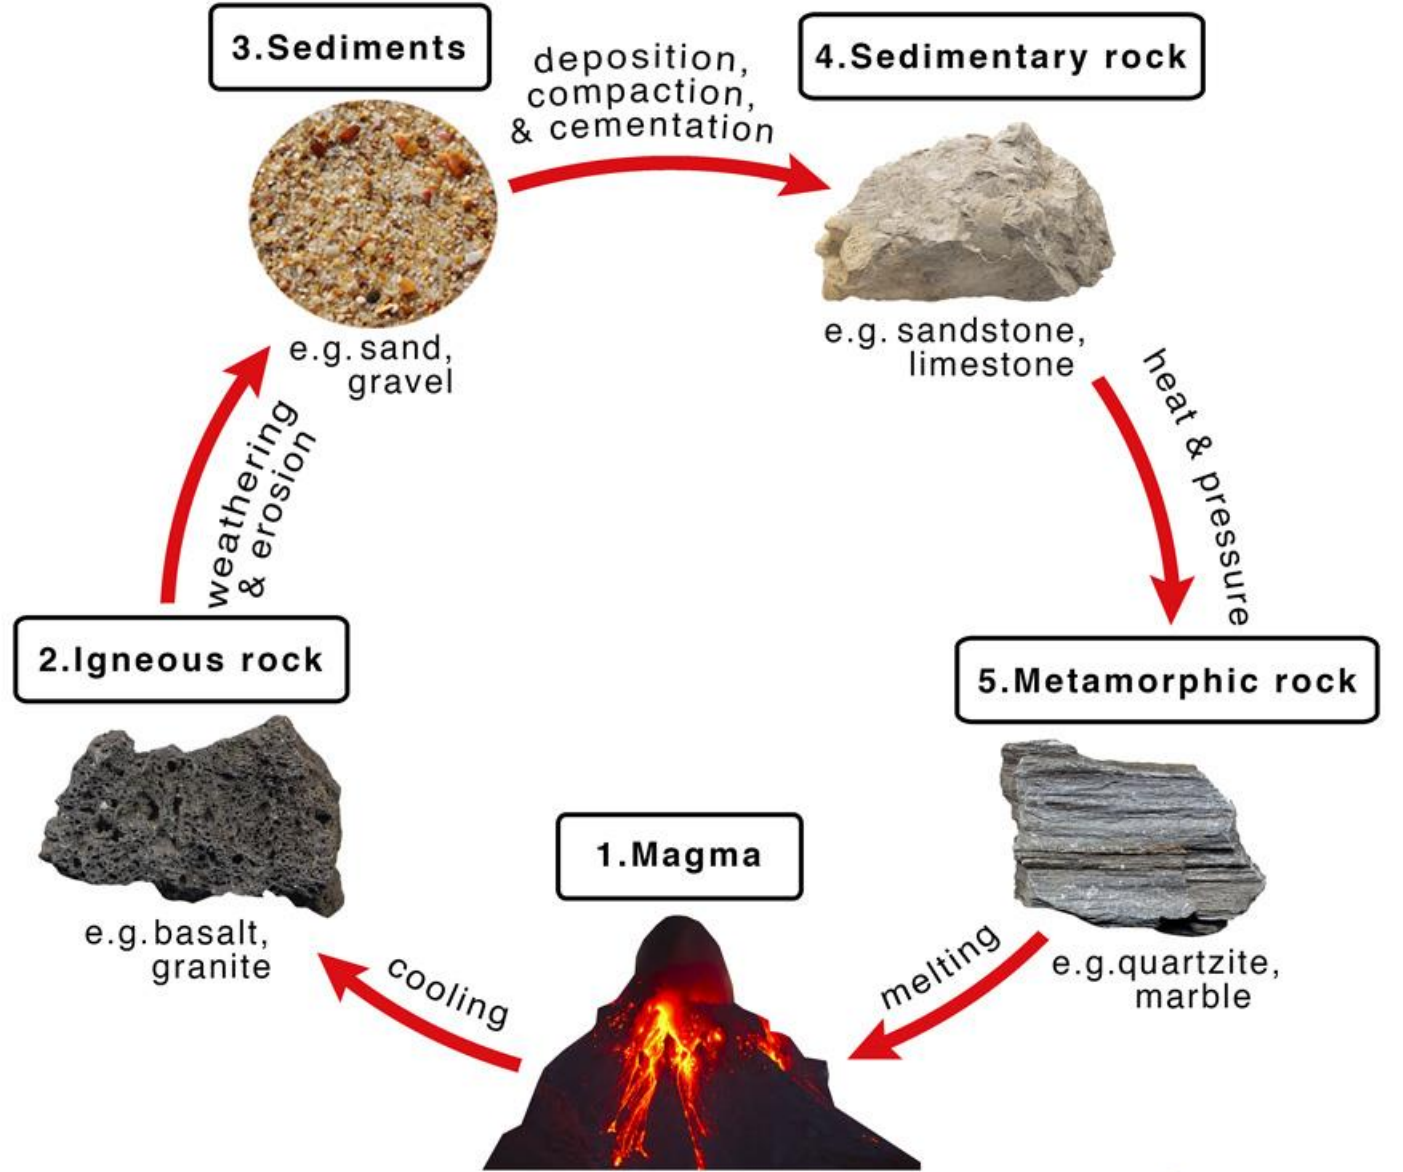 3.Sediments
deposition,
compaction,
& cementation
4.Sedimentary rock
e.g. sand,
gravel
e.g. sandstone,
limestone
weathering
& erosion
heat & pressure
2.Igneous rock
5.Metamorphic rock
1.Magma
e.g. basalt,
granite
cooling
melting
e.g.quartzite,
marble